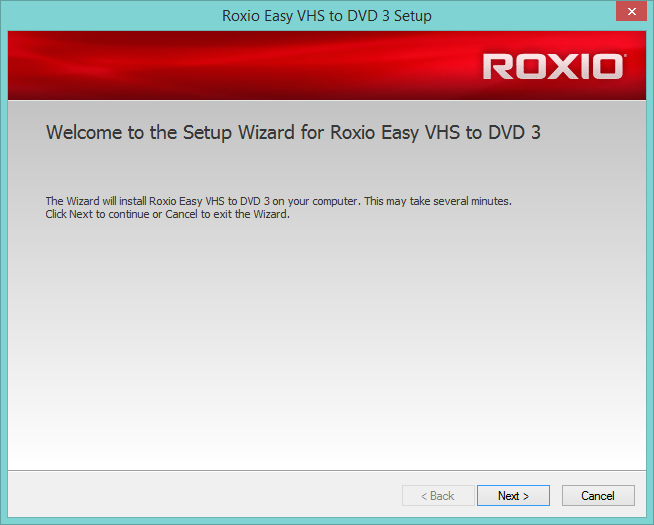 Roxio Easy VHS to DVD 3 Setup
ROXIO
Welcome to the Setup Wizard for Roxio Easy VHS to DVD 3
The Wizard will install Roxio Easy VHS to DVD 3 on your computer. This may take several minutes.
Click Next to continue or Cancel to exit the Wizard.
< Back Next > Cancel